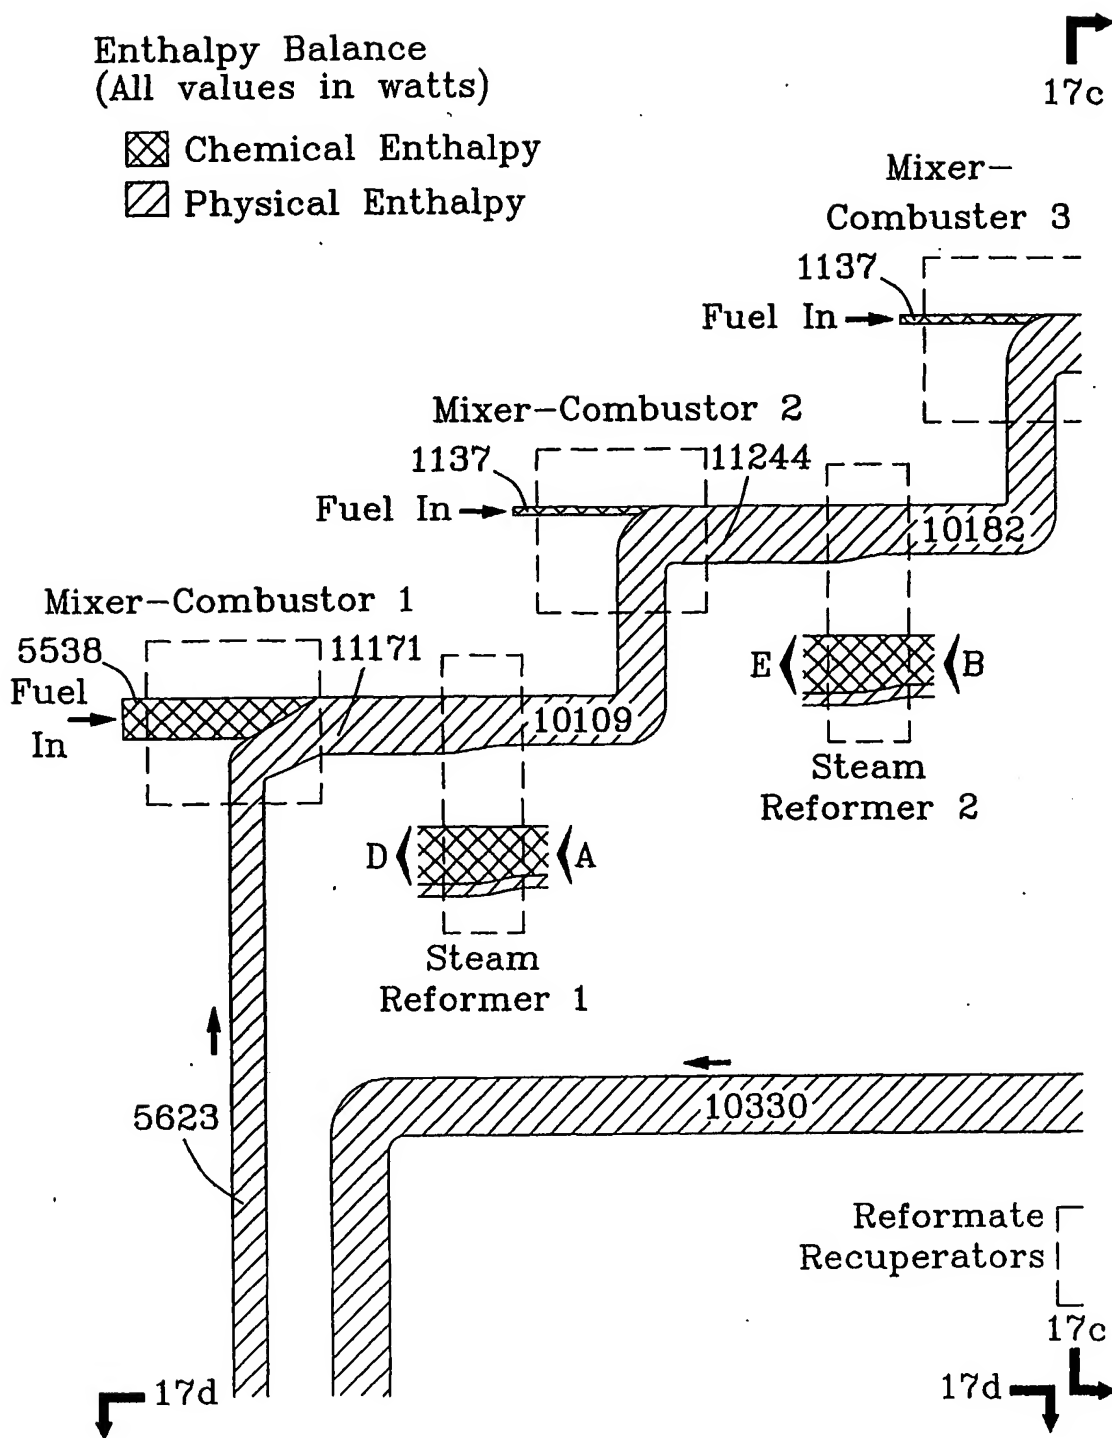 Enthalpy Balance
(All values in watts)
Chemical Enthalpy
Physical Enthalpy
17c
Mixer-
Combuster 3
1137
Fuel In
Mixer-Combustor 2
1137
11244
Fuel In
10182
Mixer-Combustor 1
5538
11171
Fuel
In
10109
E
B
Steam
Reformer 2
D
A
Steam
Reformer 1
10330
5623
Reformate
Recuperators
17c
17d
17d